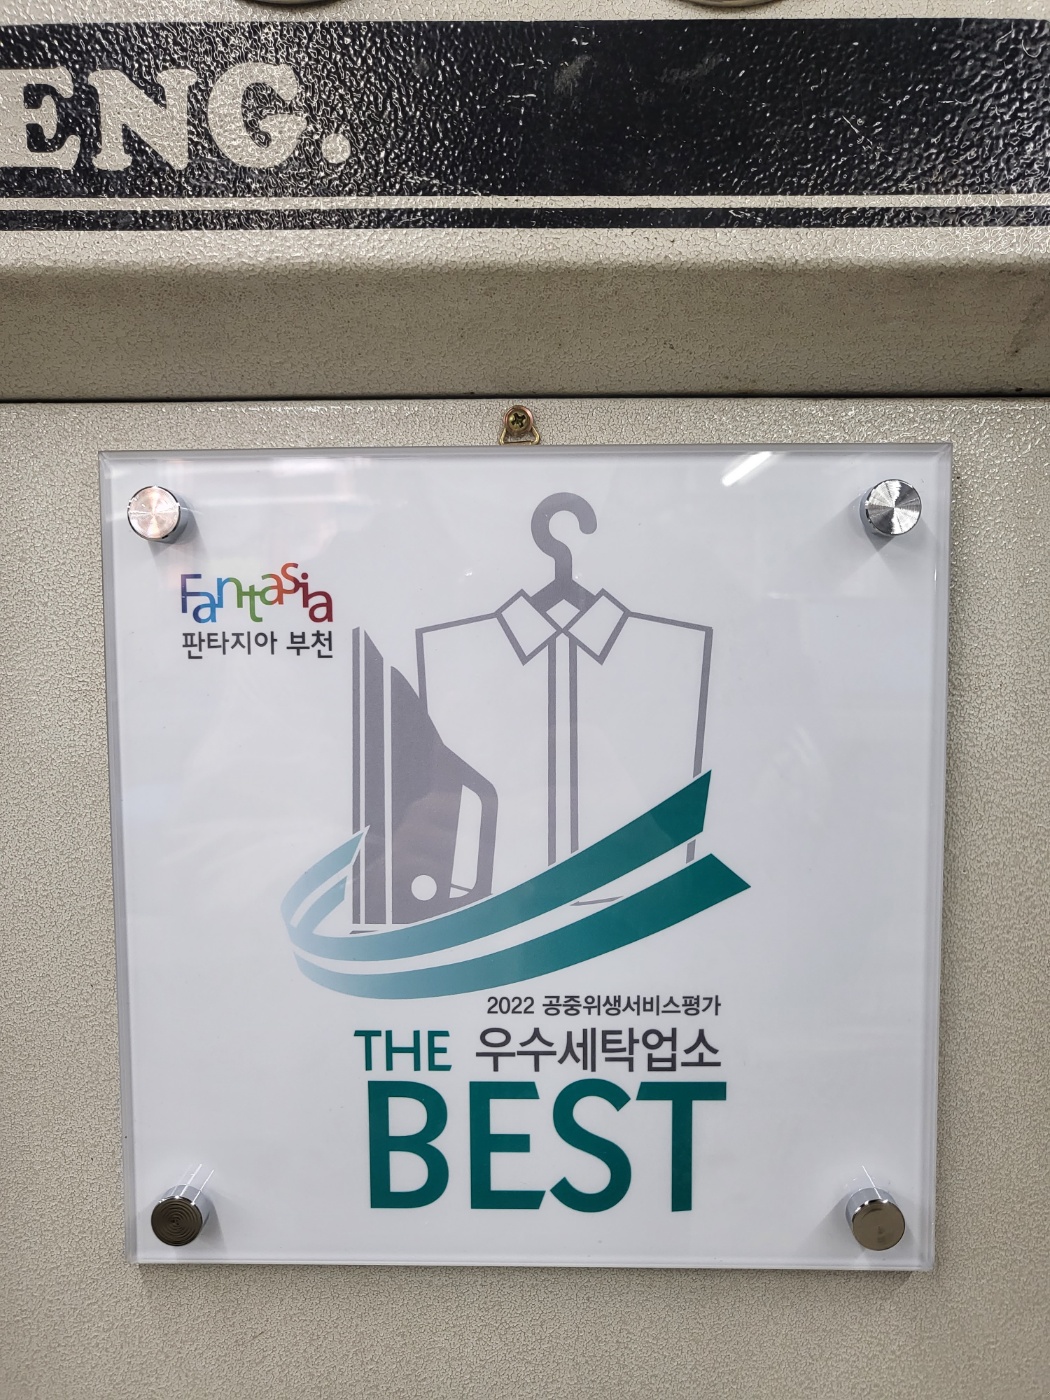 ENG.
Fantasia
판타지아 부천
2022 공중위생서비스평가
THE 우수세탁업소
BEST